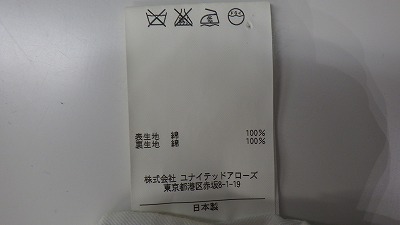 表生地 綿 100%
裏生地 綿 100%
株式会社 ユナイテッドアローズ
東京都港区赤坂8-1-19
日本製